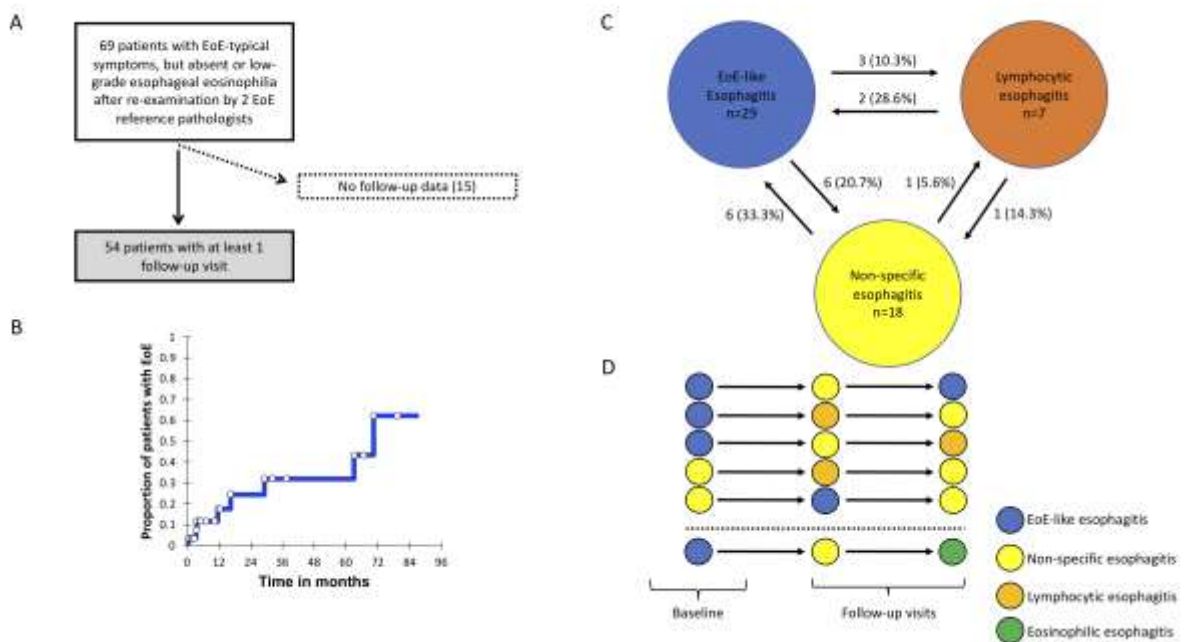 A
69 patients with EoE-typical
symptoms, but absent or low-
grade esophageal eosinophilia
after re-examination by 2 EoE
reference pathologists
No follow-up data (15)
54 patients with at least 1
follow-up visit
B
Proportion of patients with EoE
1
0.9
0.8
0.7
0.6
0.5
0.4
0.3
0.2
0.1
0
0 12 24 36 48 60 72 84 96
Time in months
C
EoE-like
Esophagitis
n=29
3 (10.3%)
2 (28.6%)
Lymphocytic
esophagitis
n=7
6 (20.7%)
6 (33.3%)
1 (5.6%)
1 (14.3%)
Non-specific
esophagitis
n=18
D
Baseline
Follow-up visits
EoE-like esophagitis
Non-specific esophagitis
Lymphocytic esophagitis
Eosinophilic esophagitis